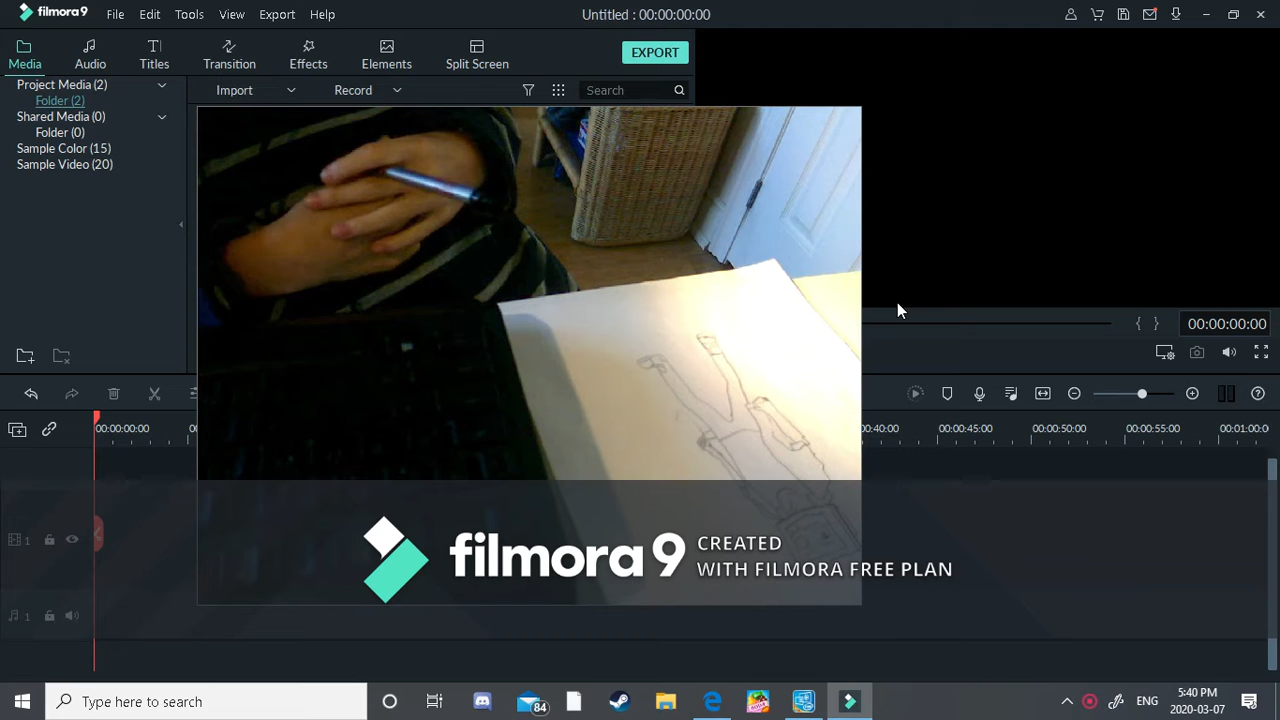 filmora9
File Edit Tools View Export Help
Untitled : 00:00:00:00
Media Audio Titles Transition Effects Elements Split Screen
EXPORT
Project Media (2)
Folder (2)
Shared Media (0)
Folder (0)
Sample Color (15)
Sample Video (20)
Import Record Search
00:00:00:00
00:00:00:00 :00:40:00 00:00:45:00 00:00:50:00 00:00:55:00 00:01:00:0
1
1
filmora9 CREATED
WITH FILMORA FREE PLAN
Type here to search
84
ENG
5:40 PM
2020-03-07